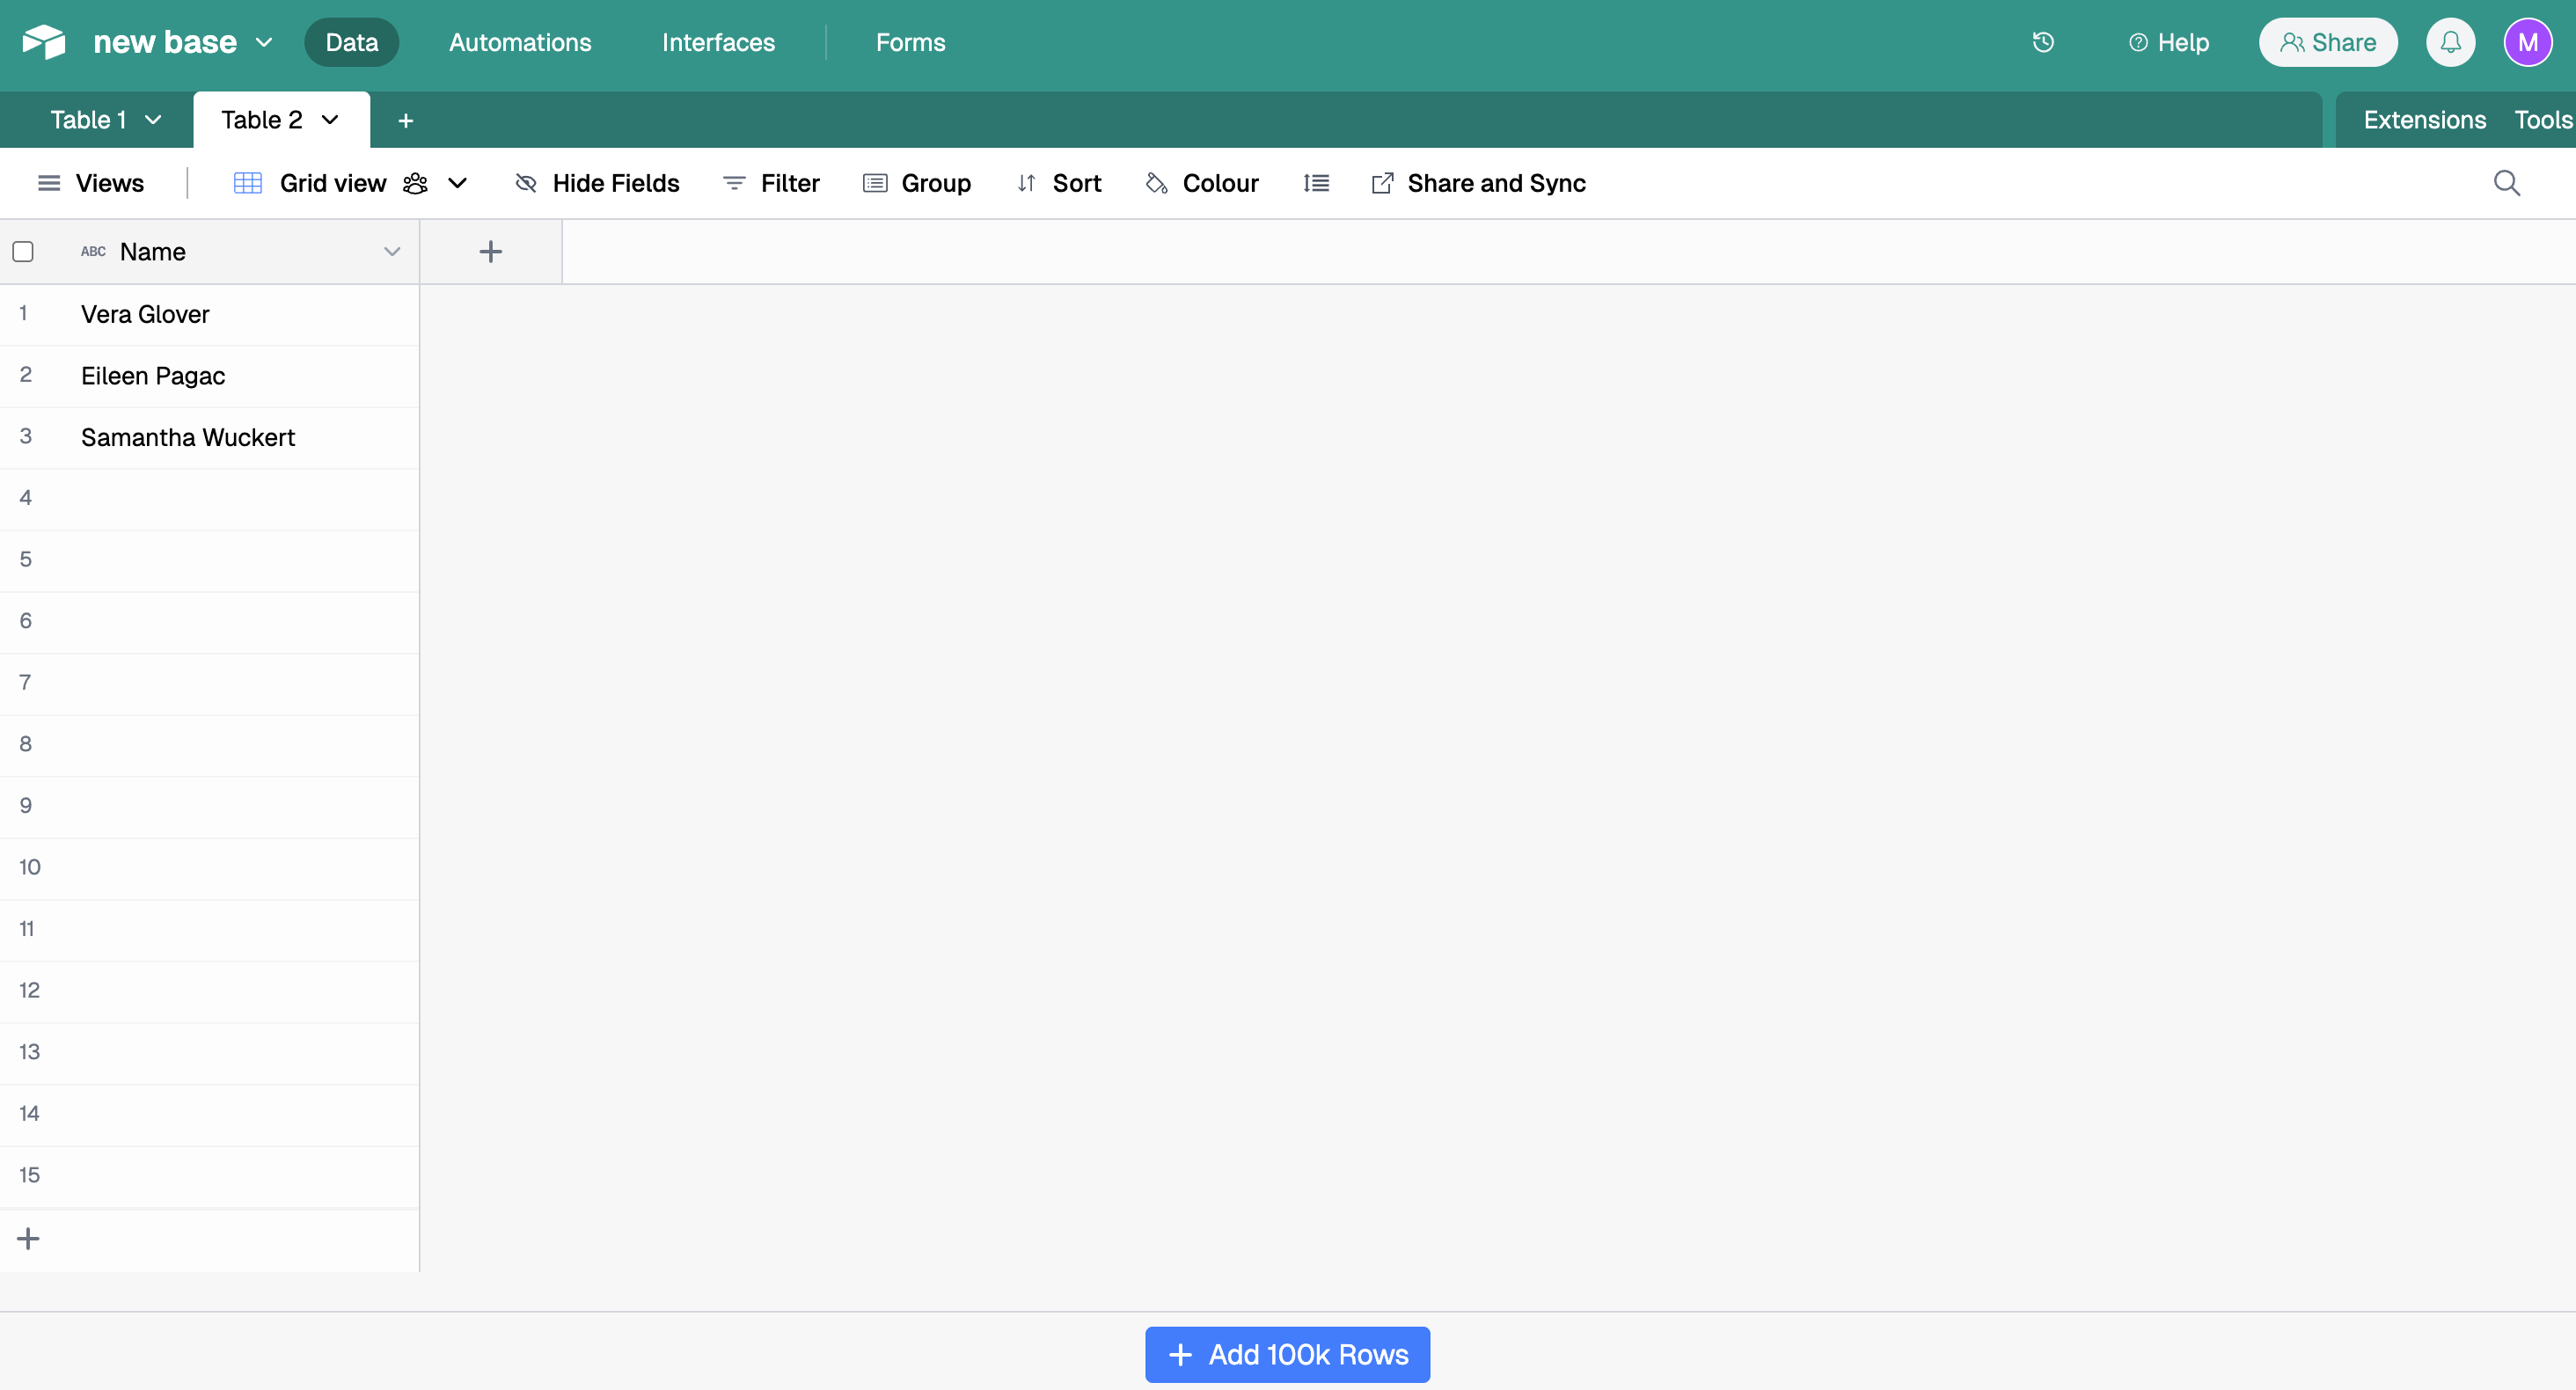 new base Data Automations Interfaces Forms Help Share M
Table 1 Table 2 + Extensions Tools
Views Grid view Hide Fields Filter Group Sort Colour Share and Sync
ABC Name +
1 Vera Glover
2 Eileen Pagac
3 Samantha Wuckert
4
5
6
7
8
9
10
11
12
13
14
15
+
+ Add 100k Rows